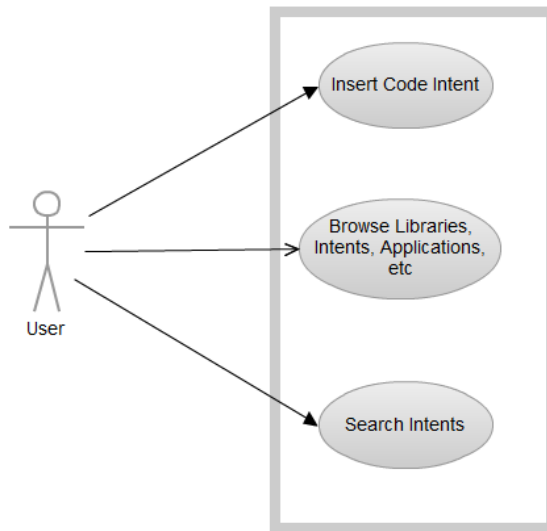 Insert Code Intent
Browse Libraries,
Intents, Applications,
etc
User
Search Intents